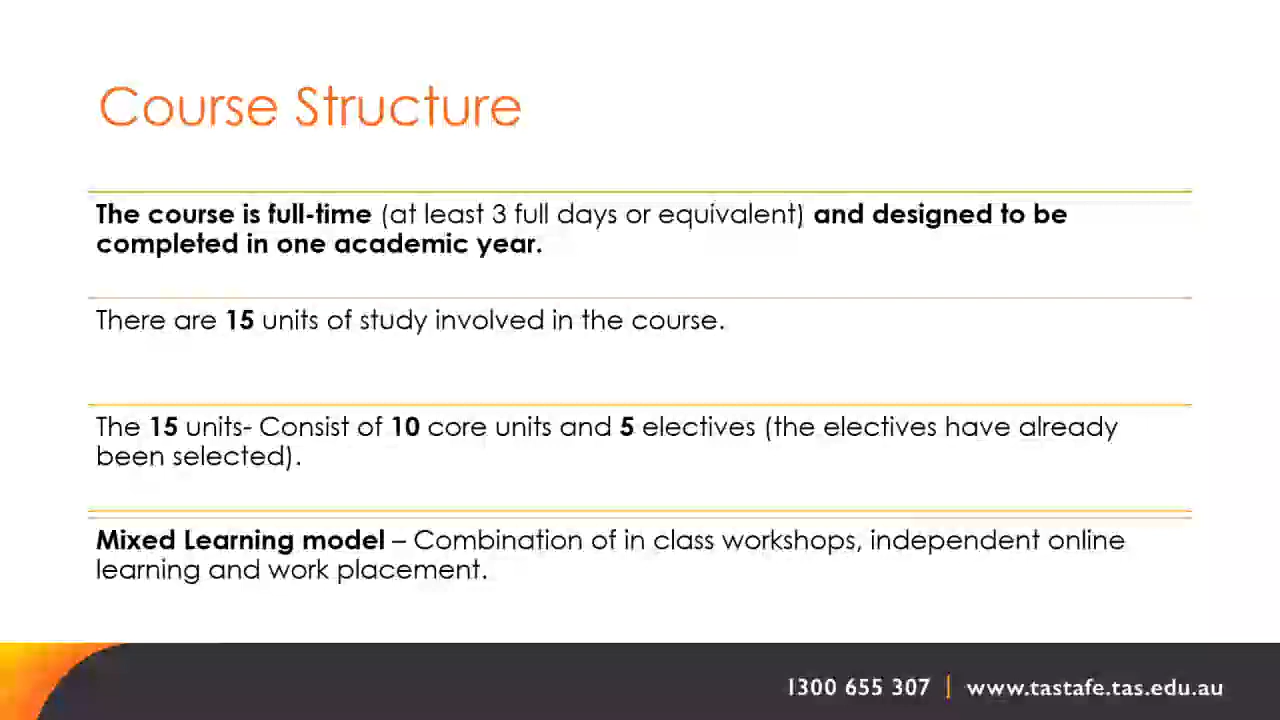 Course Structure
The course is full-time (at least 3 full days or equivalent) and designed to be
completed in one academic year.
There are 15 units of study involved in the course.
The 15 units- Consist of 10 core units and 5 electives (the electives have already
been selected).
Mixed Learning model – Combination of in class workshops, independent online
learning and work placement.
1300 655 307 | www.tastafe.tas.edu.au